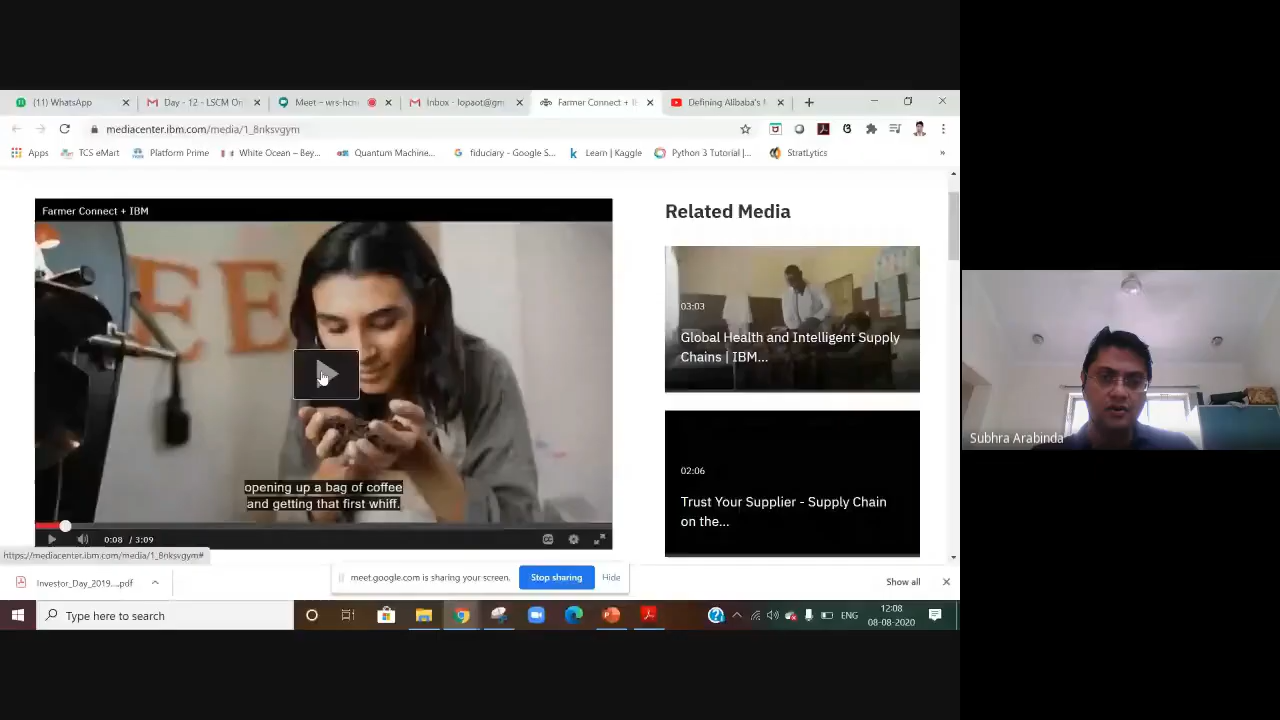 (11) WhatsApp
Day - 12 - LSCM On
Meet – wrs-hcm
Inbox - lopaot@gm
Farmer Connect + IB
Defining Alibaba's
mediacenter.ibm.com/media/1_8nksvgym
Apps
TCS eMart
Platform Prime
White Ocean – Bey...
Quantum Machine...
fiduciary - Google S...
Learn | Kaggle
Python 3 Tutorial |...
StratLytics
»
Farmer Connect + IBM
EE
opening up a bag of coffee
and getting that first whiff.
0:08 / 3:09
Related Media
03:03
Global Health and Intelligent Supply
Chains | IBM...
02:06
Trust Your Supplier - Supply Chain
on the...
https://mediacenter.ibm.com/media/1_8nksvgym#
Investor_Day_2019....pdf
meet.google.com is sharing your screen.
Stop sharing
Hide
Show all
Type here to search
ENG
12:08
08-08-2020
Subhra Arabinda